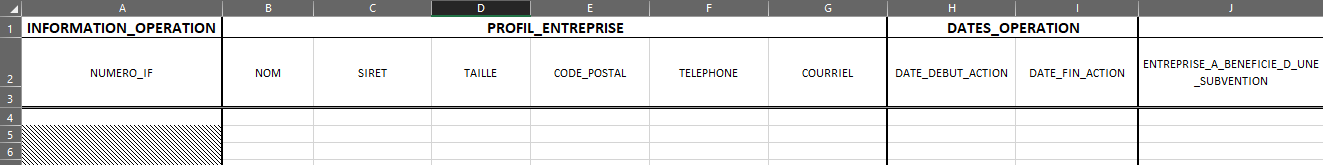 A B C D E F G H I J
1 INFORMATION_OPERATION PROFIL_ENTREPRISE DATES_OPERATION
2 NUMERO_IF NOM SIRET TAILLE CODE_POSTAL TELEPHONE COURRIEL DATE_DEBUT_ACTION DATE_FIN_ACTION ENTREPRISE_A_BENEFICIE_D_UNE
_SUBVENTION
3
4
5
6